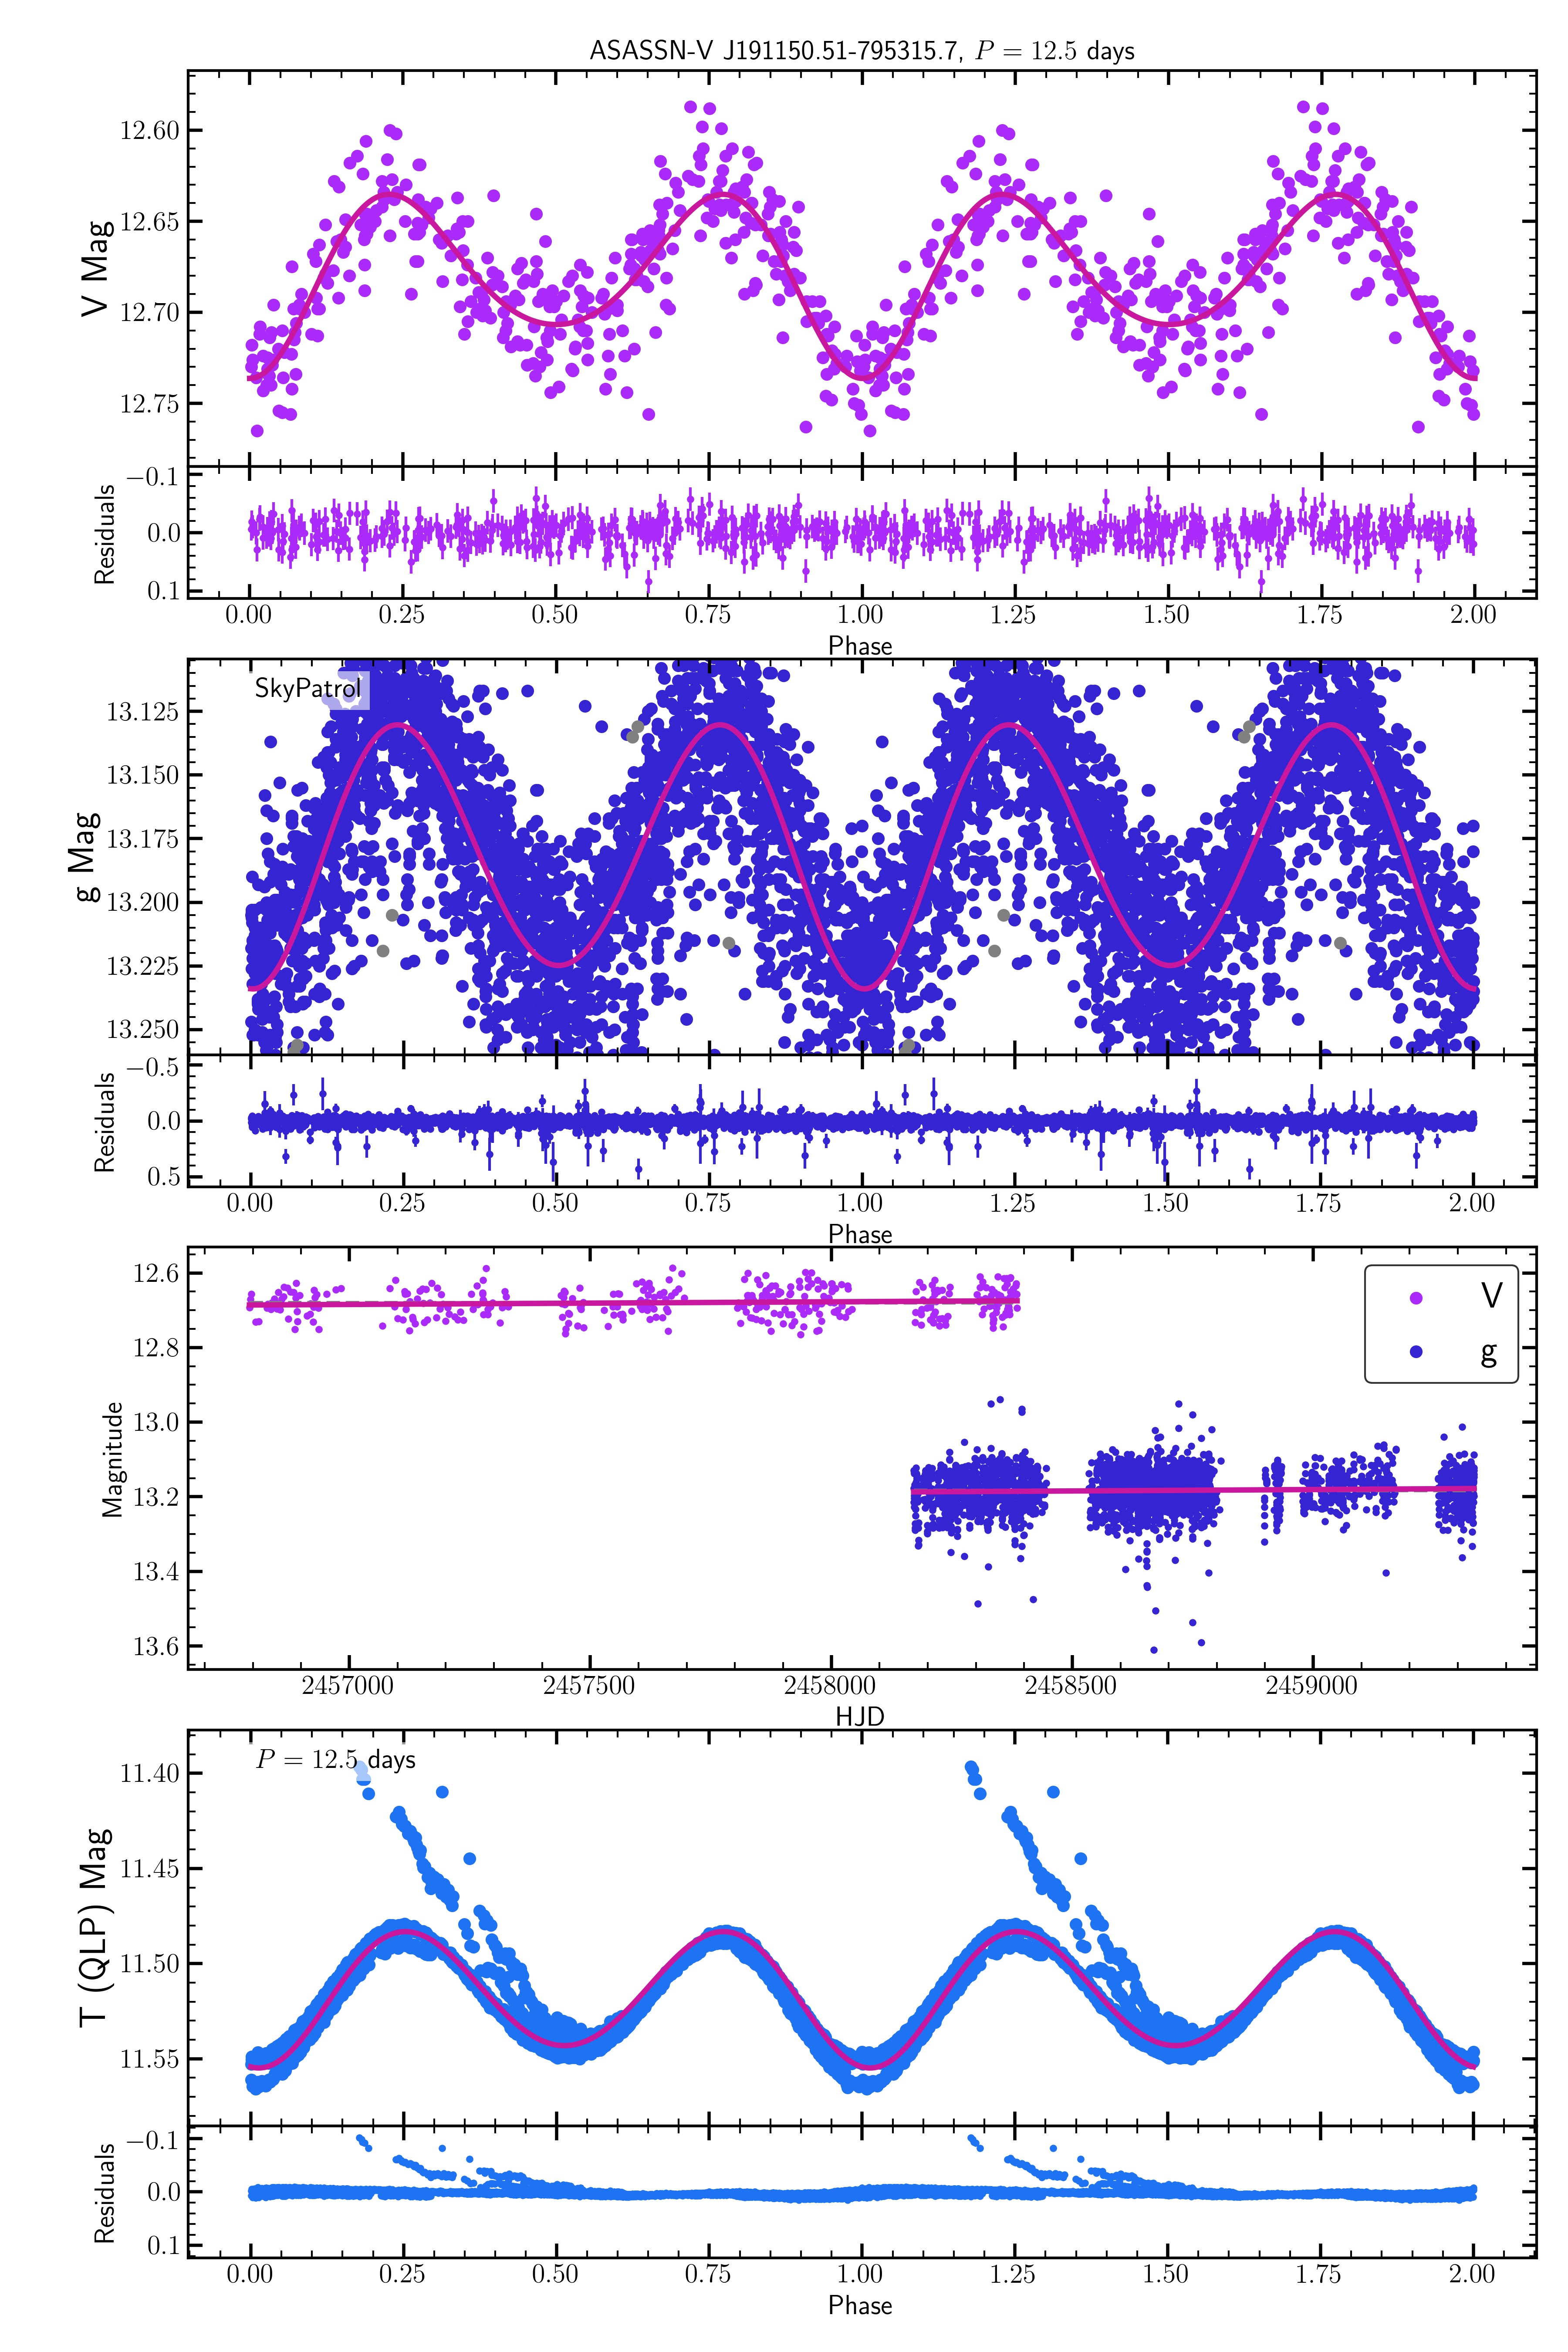 ASASSN-V J191150.51-795315.7, P = 12.5 days
V Mag
12.60
12.65
12.70
12.75
Residuals
−0.1
0.0
0.1
0.00 0.25 0.50 0.75 1.00 1.25 1.50 1.75 2.00
Phase
SkyPatrol
g Mag
13.125
13.150
13.175
13.200
13.225
13.250
Residuals
−0.5
0.0
0.5
0.00 0.25 0.50 0.75 1.00 1.25 1.50 1.75 2.00
Phase
Magnitude
12.6
12.8
13.0
13.2
13.4
13.6
V
g
2457000 2457500 2458000 2458500 2459000
HJD
P = 12.5 days
T (QLP) Mag
11.40
11.45
11.50
11.55
Residuals
−0.1
0.0
0.1
0.00 0.25 0.50 0.75 1.00 1.25 1.50 1.75 2.00
Phase